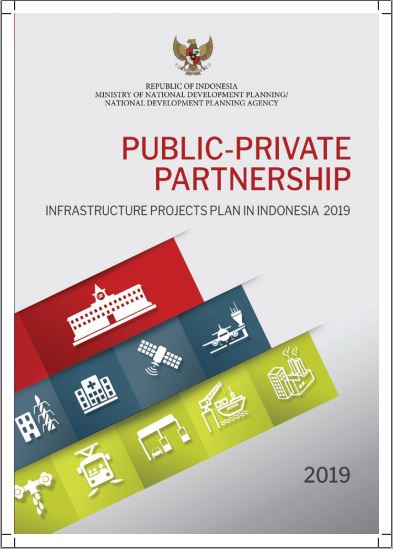 REPUBLIC OF INDONESIA
MINISTRY OF NATIONAL DEVELOPMENT PLANNING/
NATIONAL DEVELOPMENT PLANNING AGENCY
PUBLIC-PRIVATE
PARTNERSHIP
INFRASTRUCTURE PROJECTS PLAN IN INDONESIA 2019
2019